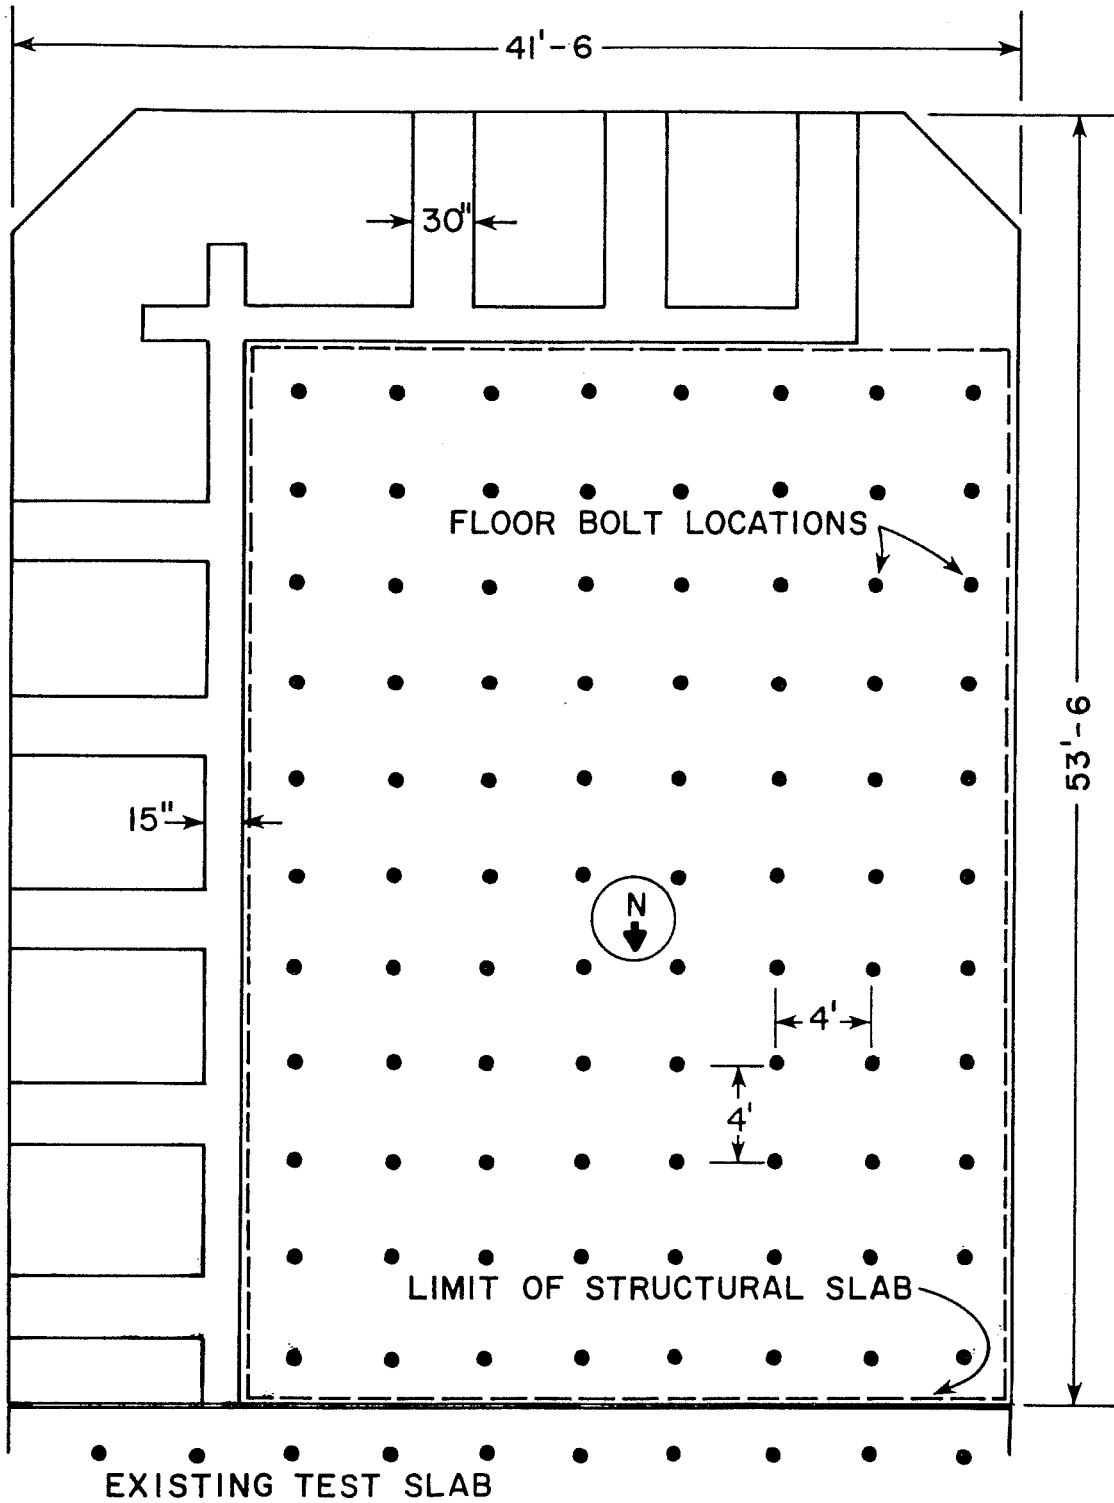 41'-6
30"
FLOOR BOLT LOCATIONS
53'-6
15"
N
4'
4'
LIMIT OF STRUCTURAL SLAB
EXISTING TEST SLAB